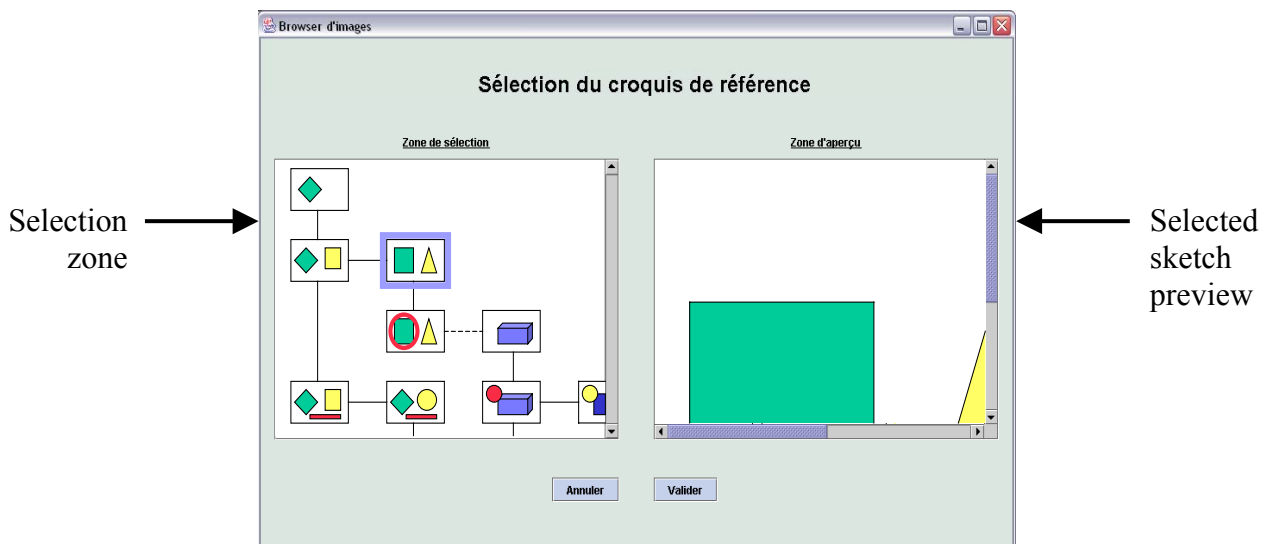 Browser d'images
Sélection du croquis de référence
Zone de sélection
Zone d'aperçu
Selection
zone
Selected
sketch
preview
Annuler
Valider